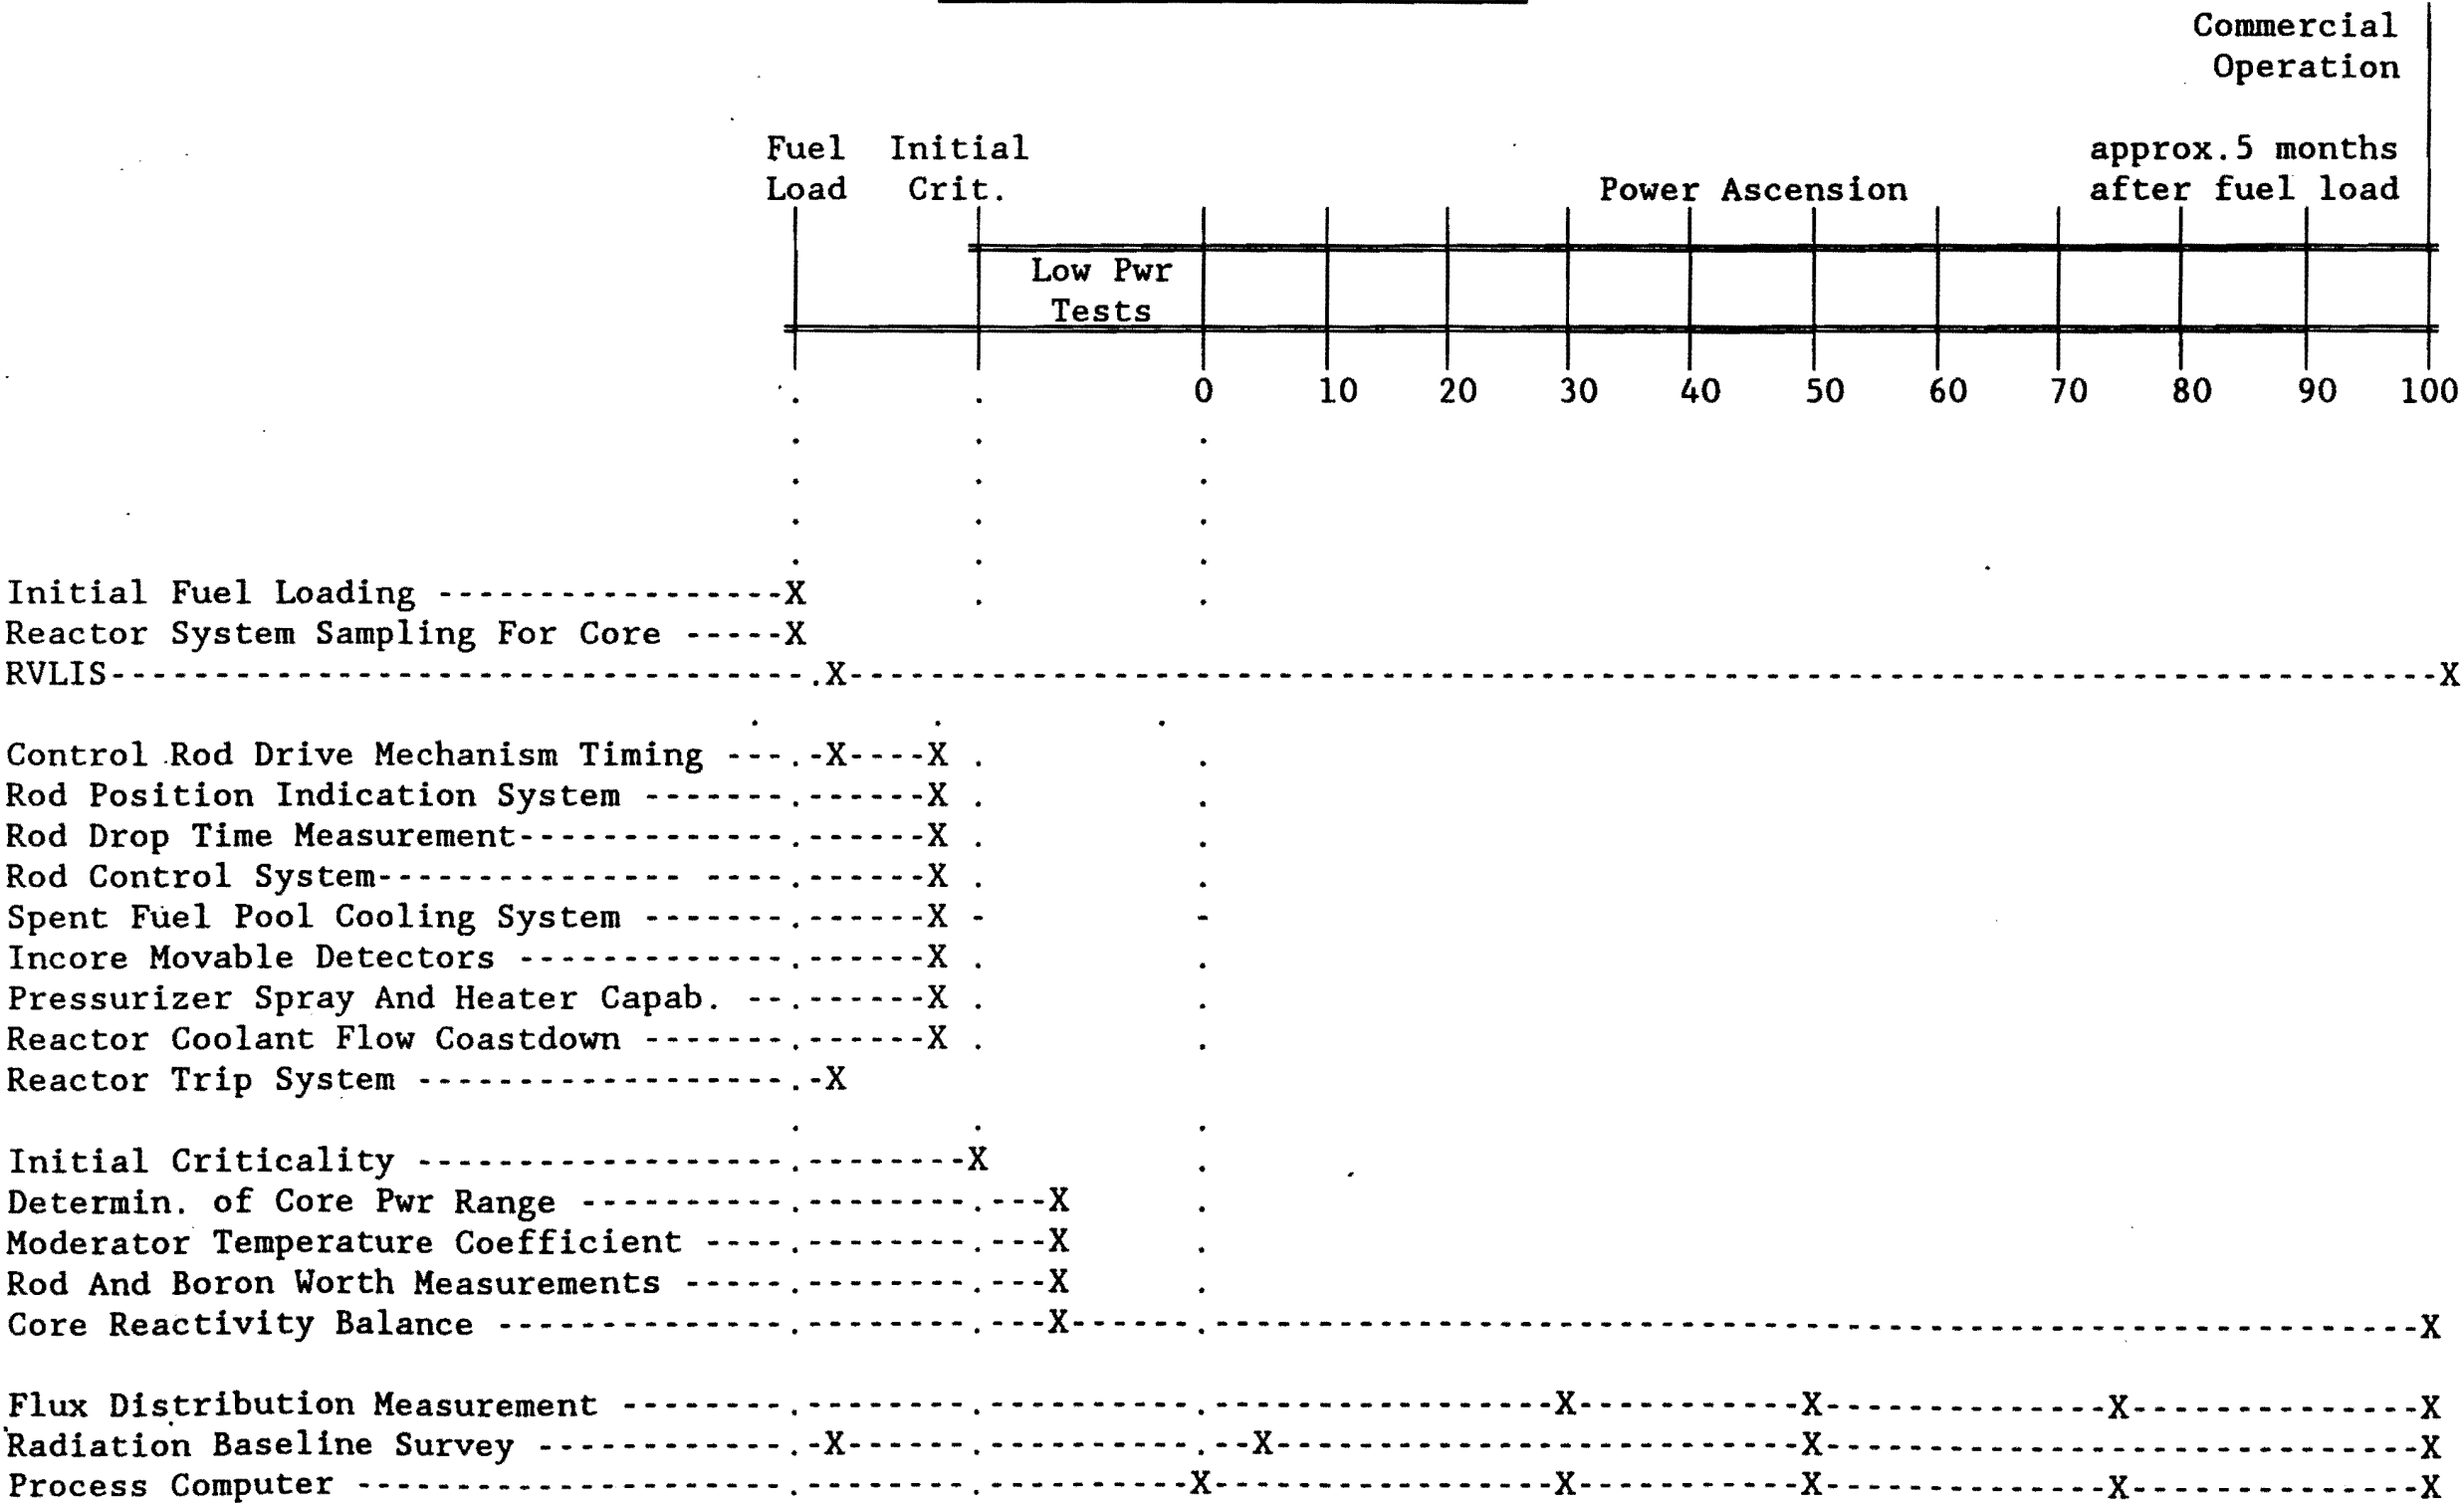 Commercial
Operation
Fuel Initial approx.5 months
Load Crit. Power Ascension after fuel load
Low Pwr
Tests
0 10 20 30 40 50 60 70 80 90 100
Initial Fuel Loading -----------------X
Reactor System Sampling For Core -----X
RVLIS----------------------------------.X------------------------------------------------------------------------------X
Control Rod Drive Mechanism Timing ---.-X----X .
Rod Position Indication System -------.------X .
Rod Drop Time Measurement-------------.------X .
Rod Control System--------------- ----.------X .
Spent Fuel Pool Cooling System -------.------X -
Incore Movable Detectors -------------.------X .
Pressurizer Spray And Heater Capab. --.------X .
Reactor Coolant Flow Coastdown -------.------X .
Reactor Trip System ------------------.-X
Initial Criticality ------------------.--------X
Determin. of Core Pwr Range ----------.--------.---X
Moderator Temperature Coefficient ----.--------.---X
Rod And Boron Worth Measurements -----.--------.---X
Core Reactivity Balance --------------.--------.---X------.-----------------------------------------------------------X
Flux Distribution Measurement --------.--------.----------.-----------------X-----------X--------------X--------------X
Radiation Baseline Survey ------------.-X------.----------.--X--------------------------X-----------------------------X
Process Computer ---------------------.--------.----------X-----------------X-----------X--------------X--------------X